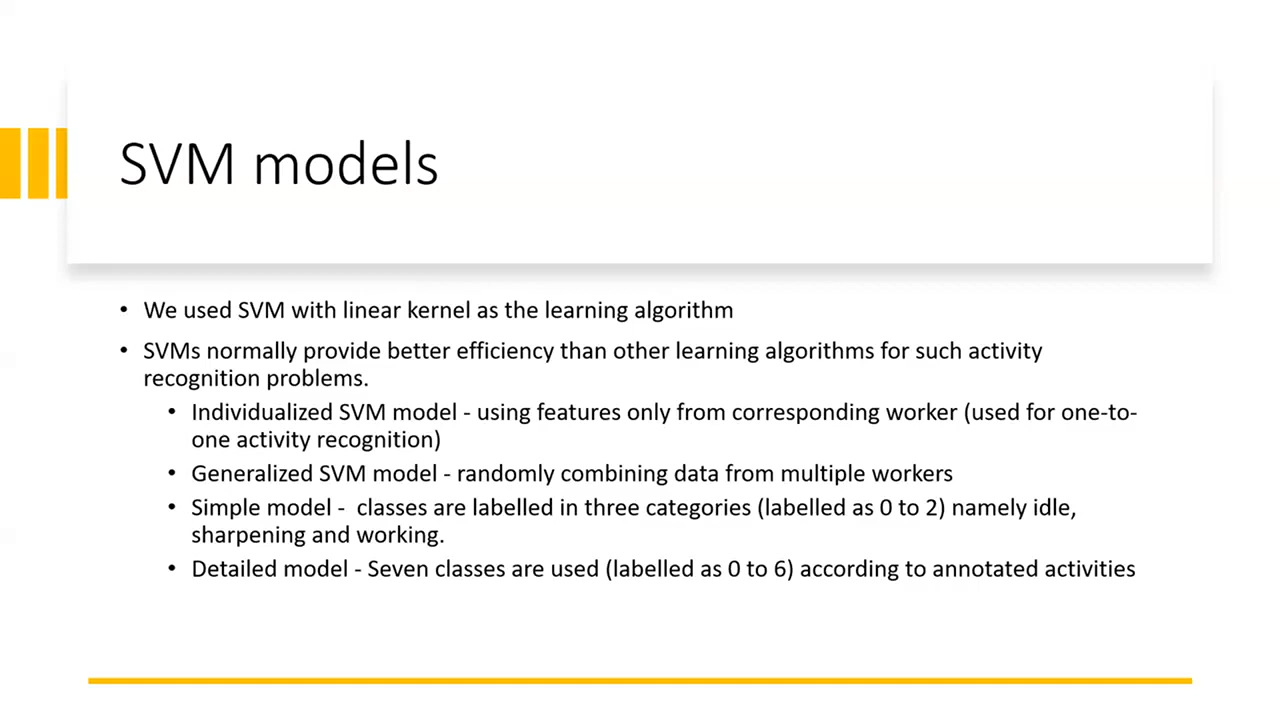 SVM models
• We used SVM with linear kernel as the learning algorithm
• SVMs normally provide better efficiency than other learning algorithms for such activity
recognition problems.
• Individualized SVM model - using features only from corresponding worker (used for one-to-
one activity recognition)
• Generalized SVM model - randomly combining data from multiple workers
• Simple model -  classes are labelled in three categories (labelled as 0 to 2) namely idle,
sharpening and working.
• Detailed model - Seven classes are used (labelled as 0 to 6) according to annotated activities